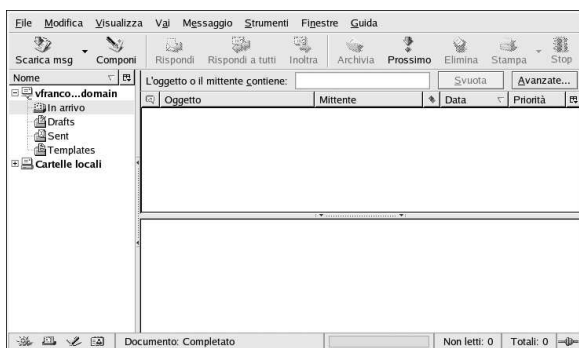 File Modifica Visualizza Vai Messaggio Strumenti Finestre Guida
Scarica msg Componi Rispondi Rispondi a tutti Inoltra Archivia Prossimo Elimina Stampa Stop
Nome L'oggetto o il mittente contiene: Svuota Avanzate...
vfranco...domain Oggetto Mittente Data Priorità
In arrivo
Drafts
Sent
Templates
Cartelle locali
Documento: Completato Non letti: 0 Totali: 0